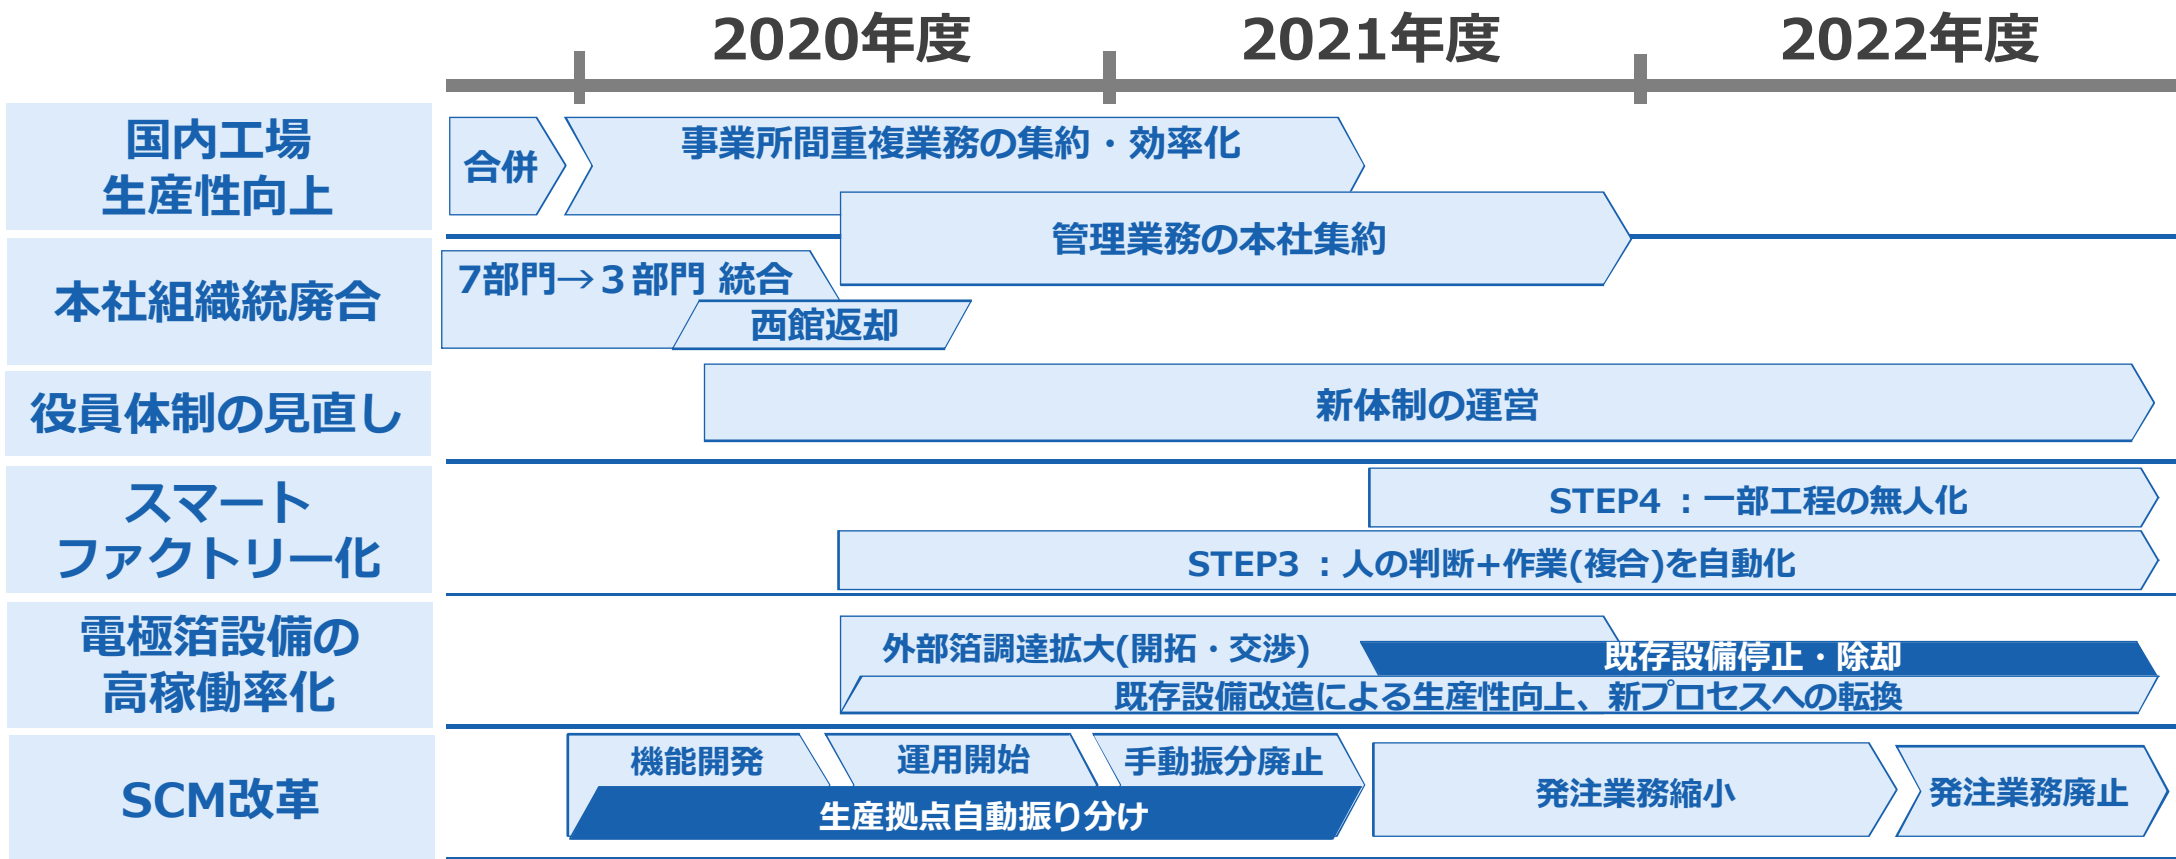 2020年度
2021年度
2022年度
国内工場
生産性向上
合併
事業所間重複業務の集約・効率化
管理業務の本社集約
本社組織統廃合
7部門→３部門 統合
西館返却
役員体制の見直し
新体制の運営
スマート
ファクトリー化
STEP4 ：一部工程の無人化
STEP3 ：人の判断+作業(複合)を自動化
電極箔設備の
高稼働率化
外部箔調達拡大(開拓・交渉)
既存設備停止・除却
既存設備改造による生産性向上、新プロセスへの転換
SCM改革
機能開発
運用開始
手動振分廃止
生産拠点自動振り分け
発注業務縮小
発注業務廃止